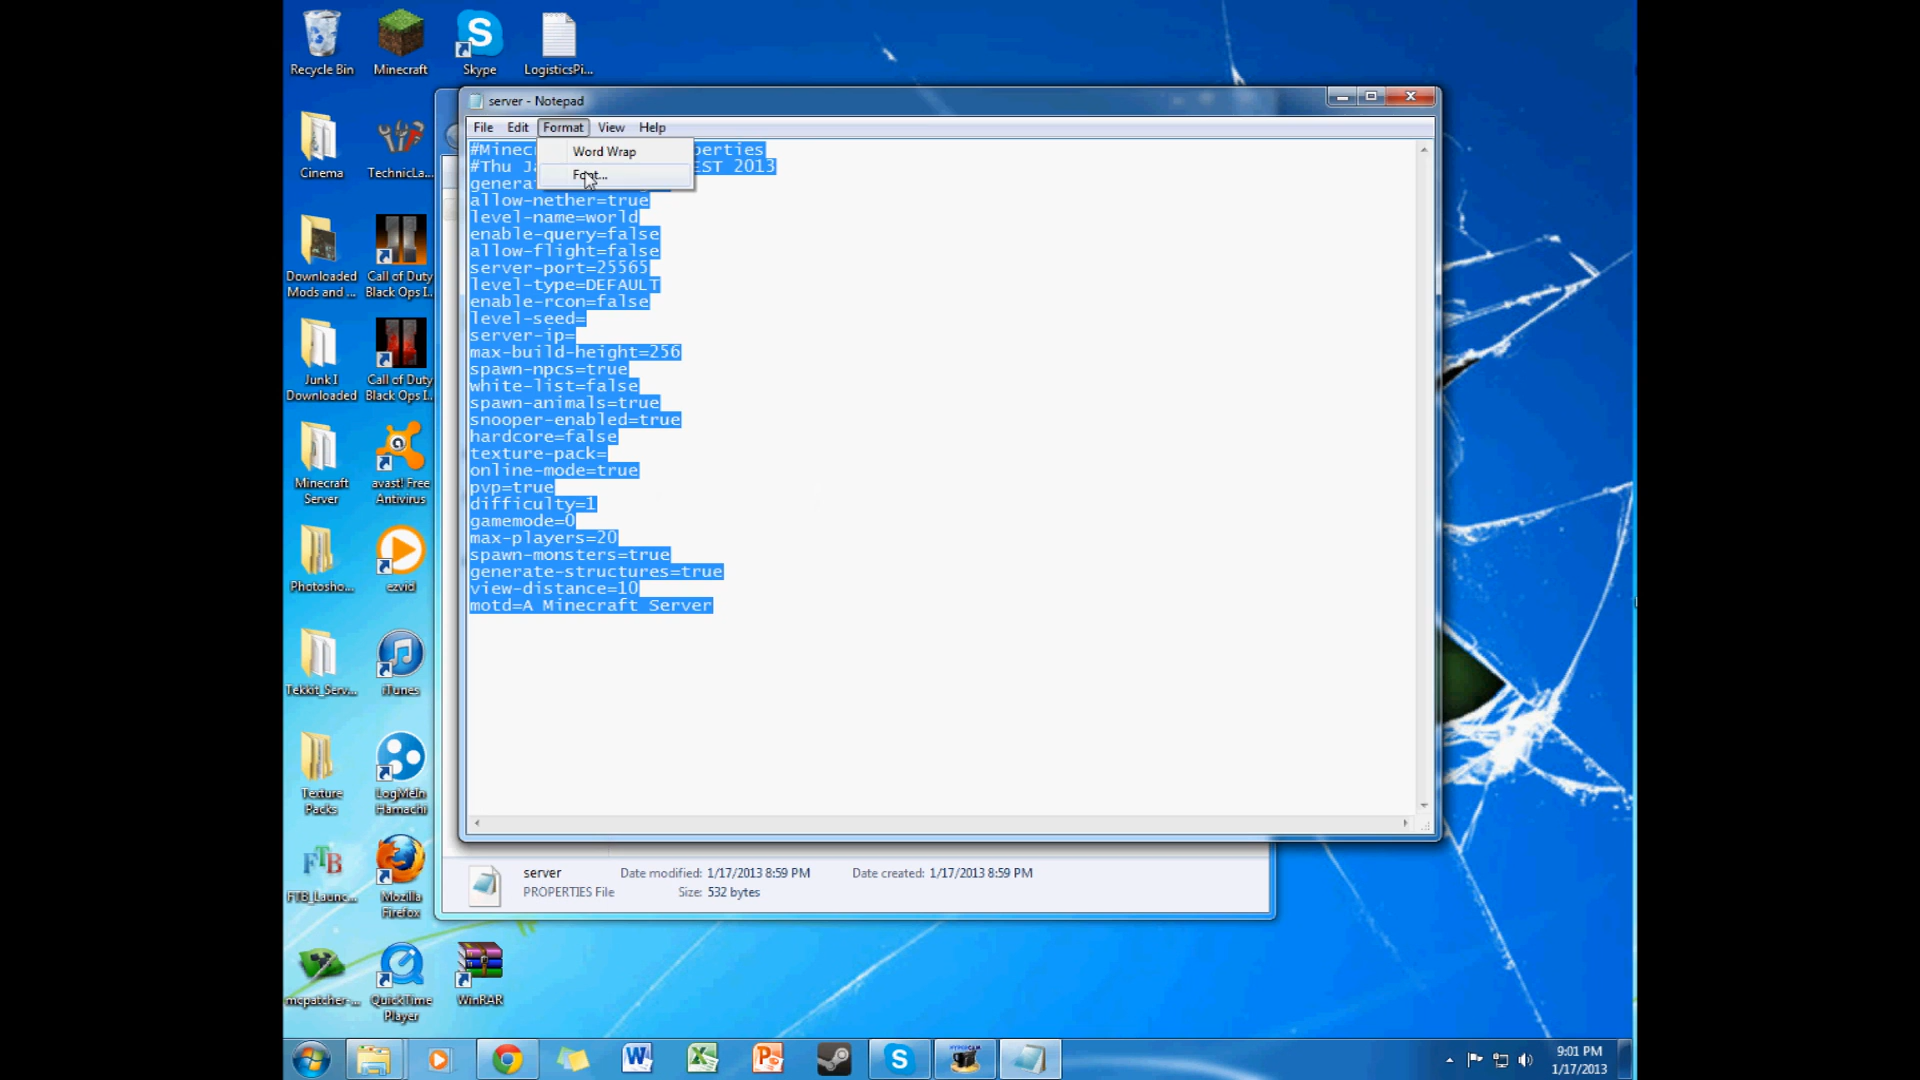 Recycle Bin
Minecraft
Skype
LogisticsPi...
Cinema
TechnicLa...
Downloaded
Mods and ...
Call of Duty
Black Ops I...
Junk I
Downloaded
Call of Duty
Black Ops I...
Minecraft
Server
avast! Free
Antivirus
Photosho...
ezvid
Tekkit_Serv...
iTunes
Texture
Packs
LogMeIn
Hamachi
FTB
FTB_Launc...
Mozilla
Firefox
mcpatcher-...
QuickTime
Player
WinRAR
server - Notepad
File Edit Format View Help
Word Wrap
Font...
#Minec
perties
#Thu J
EST 2013
genera
allow-nether=true
level-name=world
enable-query=false
allow-flight=false
server-port=25565
level-type=DEFAULT
enable-rcon=false
level-seed=
server-ip=
max-build-height=256
spawn-npcs=true
white-list=false
spawn-animals=true
snooper-enabled=true
hardcore=false
texture-pack=
online-mode=true
pvp=true
difficulty=1
gamemode=0
max-players=20
spawn-monsters=true
generate-structures=true
view-distance=10
motd=A Minecraft Server
server Date modified: 1/17/2013 8:59 PM Date created: 1/17/2013 8:59 PM
PROPERTIES File Size: 532 bytes
9:01 PM
1/17/2013